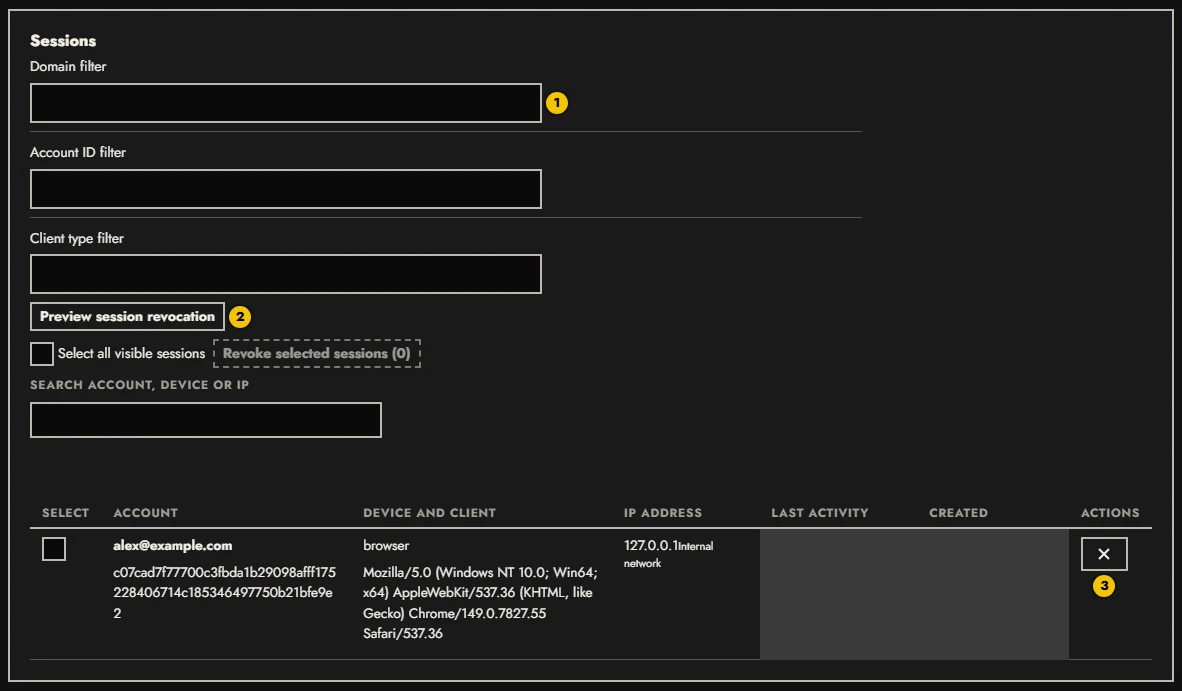 Sessions
Domain filter
1
Account ID filter
Client type filter
Preview session revocation 2
Select all visible sessions Revoke selected sessions (0)
SEARCH ACCOUNT, DEVICE OR IP
SELECT ACCOUNT DEVICE AND CLIENT IP ADDRESS LAST ACTIVITY CREATED ACTIONS
alex@example.com browser 127.0.0.1Internal network ✕
c07cad7f77700c3fbda1b29098afff175 Mozilla/5.0 (Windows NT 10.0; Win64; 3
228406714c185346497750b21bfe9e x64) AppleWebKit/537.36 (KHTML, like
2 Gecko) Chrome/149.0.7827.55
Safari/537.36